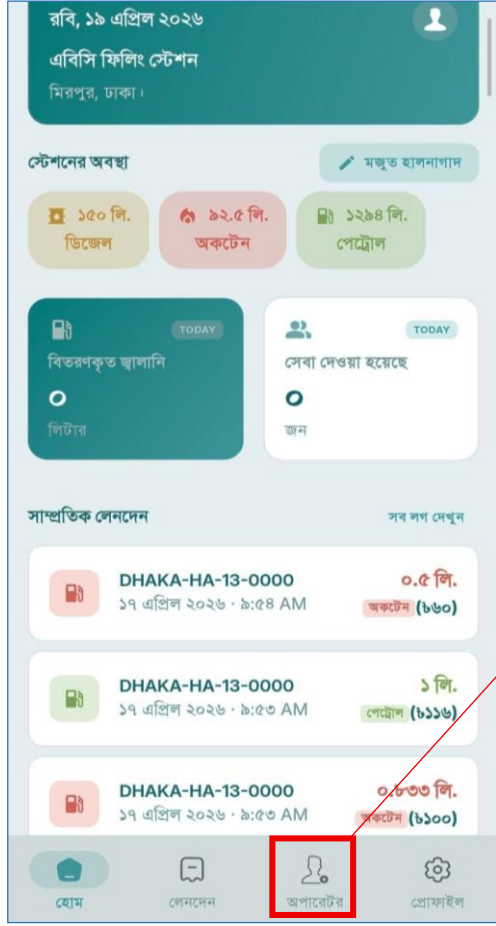 রবি, ১৯ এপ্রিল ২০২৬
এবিসি ফিলিং স্টেশন
মিরপুর, ঢাকা।
স্টেশনের অবস্থা
মজুত হালনাগাদ
১৫০ লি.
ডিজেল
৯২.৫ লি.
অকটেন
১২৯৪ লি.
পেট্রোল
TODAY
বিতরণকৃত জ্বালানি
০
লিটার
TODAY
সেবা দেওয়া হয়েছে
০
জন
সাম্প্রতিক লেনদেন
সব লগ দেখুন
DHAKA-HA-13-0000
০.৫ লি.
১৭ এপ্রিল ২০২৬ · ৯:৫৪ AM
অকটেন (৳৬০)
DHAKA-HA-13-0000
১ লি.
১৭ এপ্রিল ২০২৬ · ৯:৫৩ AM
পেট্রোল (৳১১৬)
DHAKA-HA-13-0000
০.৮৩৩ লি.
১৭ এপ্রিল ২০২৬ · ৯:৫৩ AM
অকটেন (৳১০০)
হোম
লেনদেন
অপারেটর
প্রোফাইল